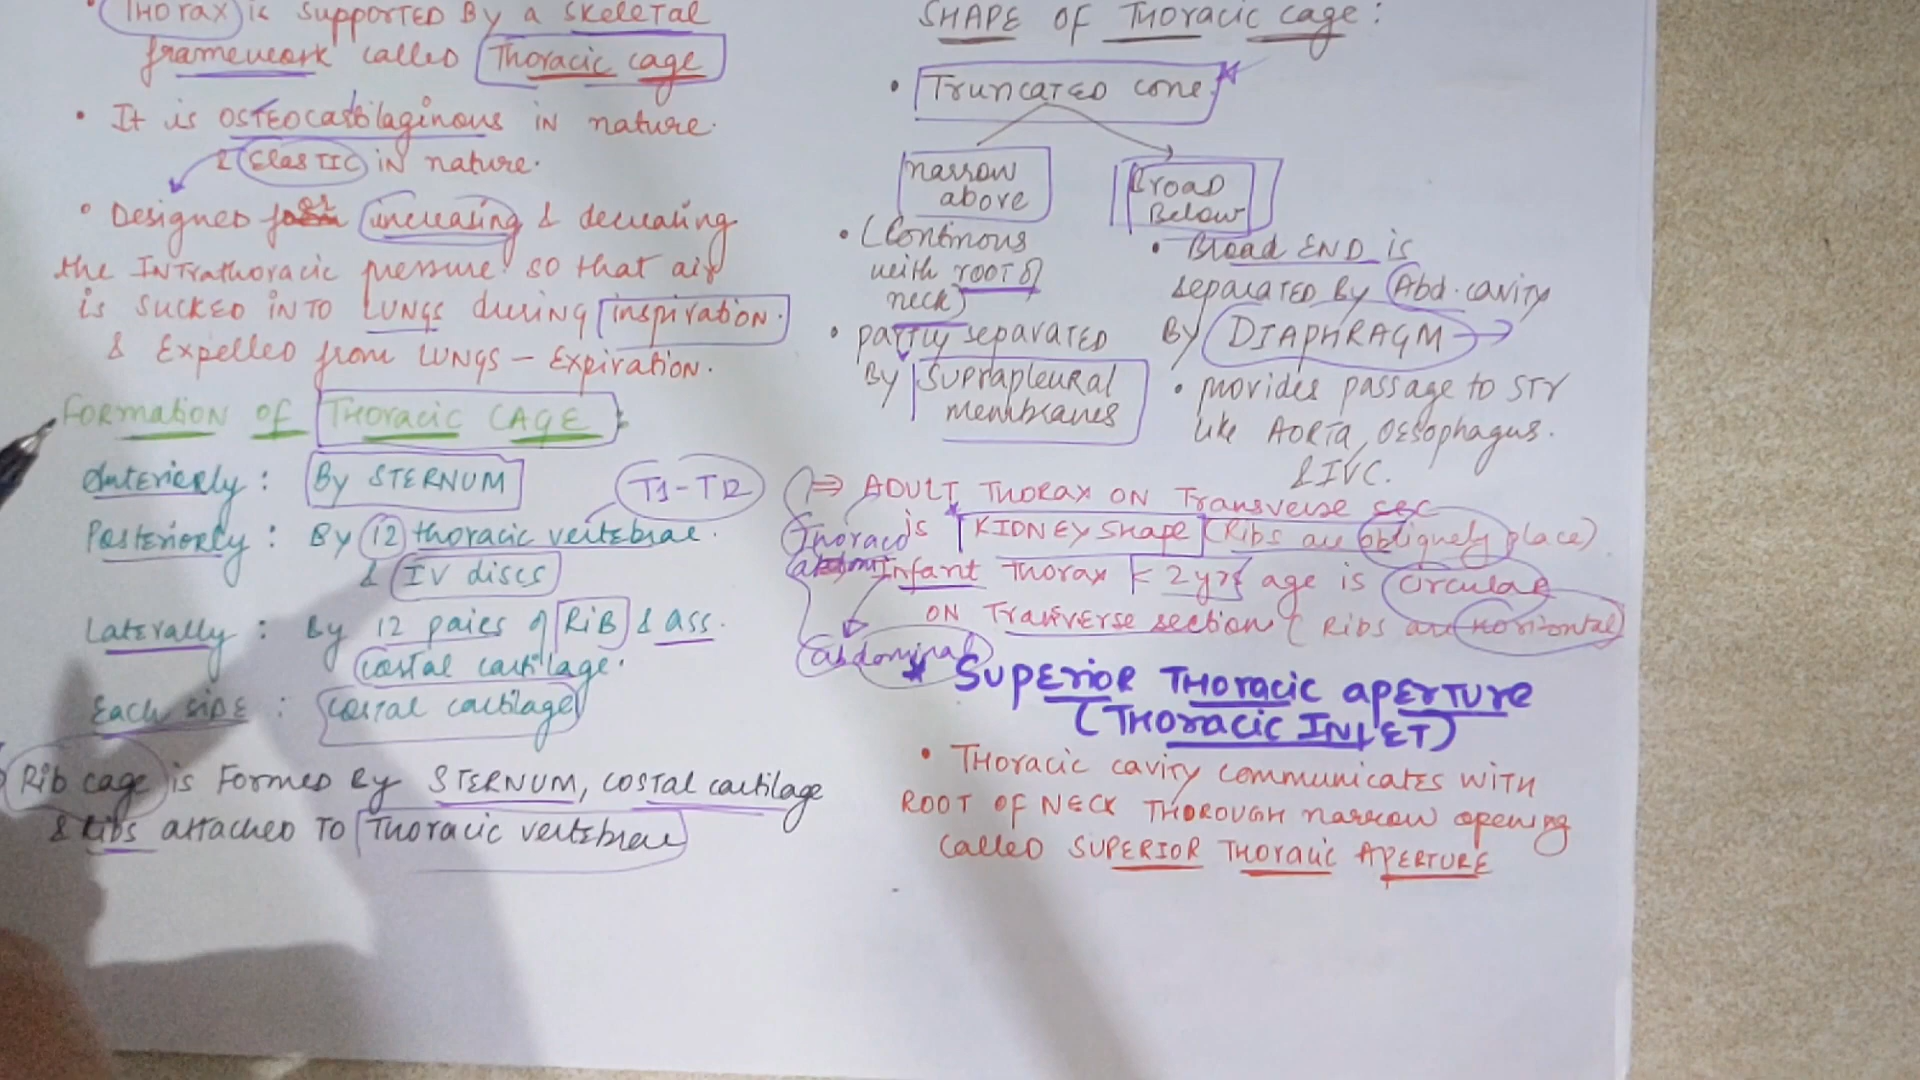 • THORAX is supported By a skeletal
framework called Thoracic cage
• It is osteocartilaginous in nature.
& elastic in nature.
• Designed for increasing & decreasing
the Intrathoracic pressure so that air
is sucked into lungs during inspiration.
& Expelled from lungs – Expiration.
Formation of Thoracic cage :
Anteriorly : By STERNUM
T1-T12
Posteriorly : By 12 thoracic vertebrae.
& IV discs
Laterally : By 12 pairs of Rib & ass.
costal cartilage.
Each side : costal cartilage
Rib cage is Formed By STERNUM, costal cartilage
& Ribs attached to Thoracic vertebrae
SHAPE of Thoracic cage :
• Truncated cone
narrow
above
• (Continous
with root of
neck)
• partly separated
By suprapleural
membranes
Broad
Below
• Broad END is
separated By Abd. cavity
By DIAPHRAGM
• provides passage to STR
like AORTA, Oesophagus.
& IVC.
⇒ ADULT Thorax on Transverse sec
is KIDNEY shape (Ribs are obliquely place)
Thoraco
abdominal
Infant Thorax < 2 yrs age is circular
on Transverse section (Ribs are Horizontal)
* Superior Thoracic aperture
(Thoracic INLET)
• Thoracic cavity communicates with
ROOT OF NECK THOROUGH narrow opening
called SUPERIOR THORACIC APERTURE